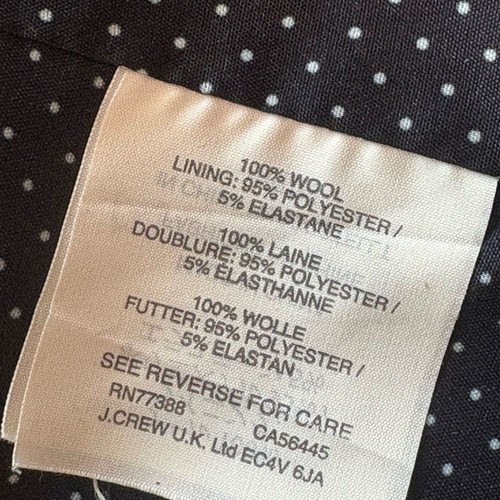 100% WOOL
LINING: 95% POLYESTER /
5% ELASTANE
100% LAINE
DOUBLURE: 95% POLYESTER /
5% ELASTHANNE
100% WOLLE
FUTTER: 95% POLYESTER /
5% ELASTAN
SEE REVERSE FOR CARE
RN77388 CA56445
J.CREW U.K. Ltd EC4V 6JA